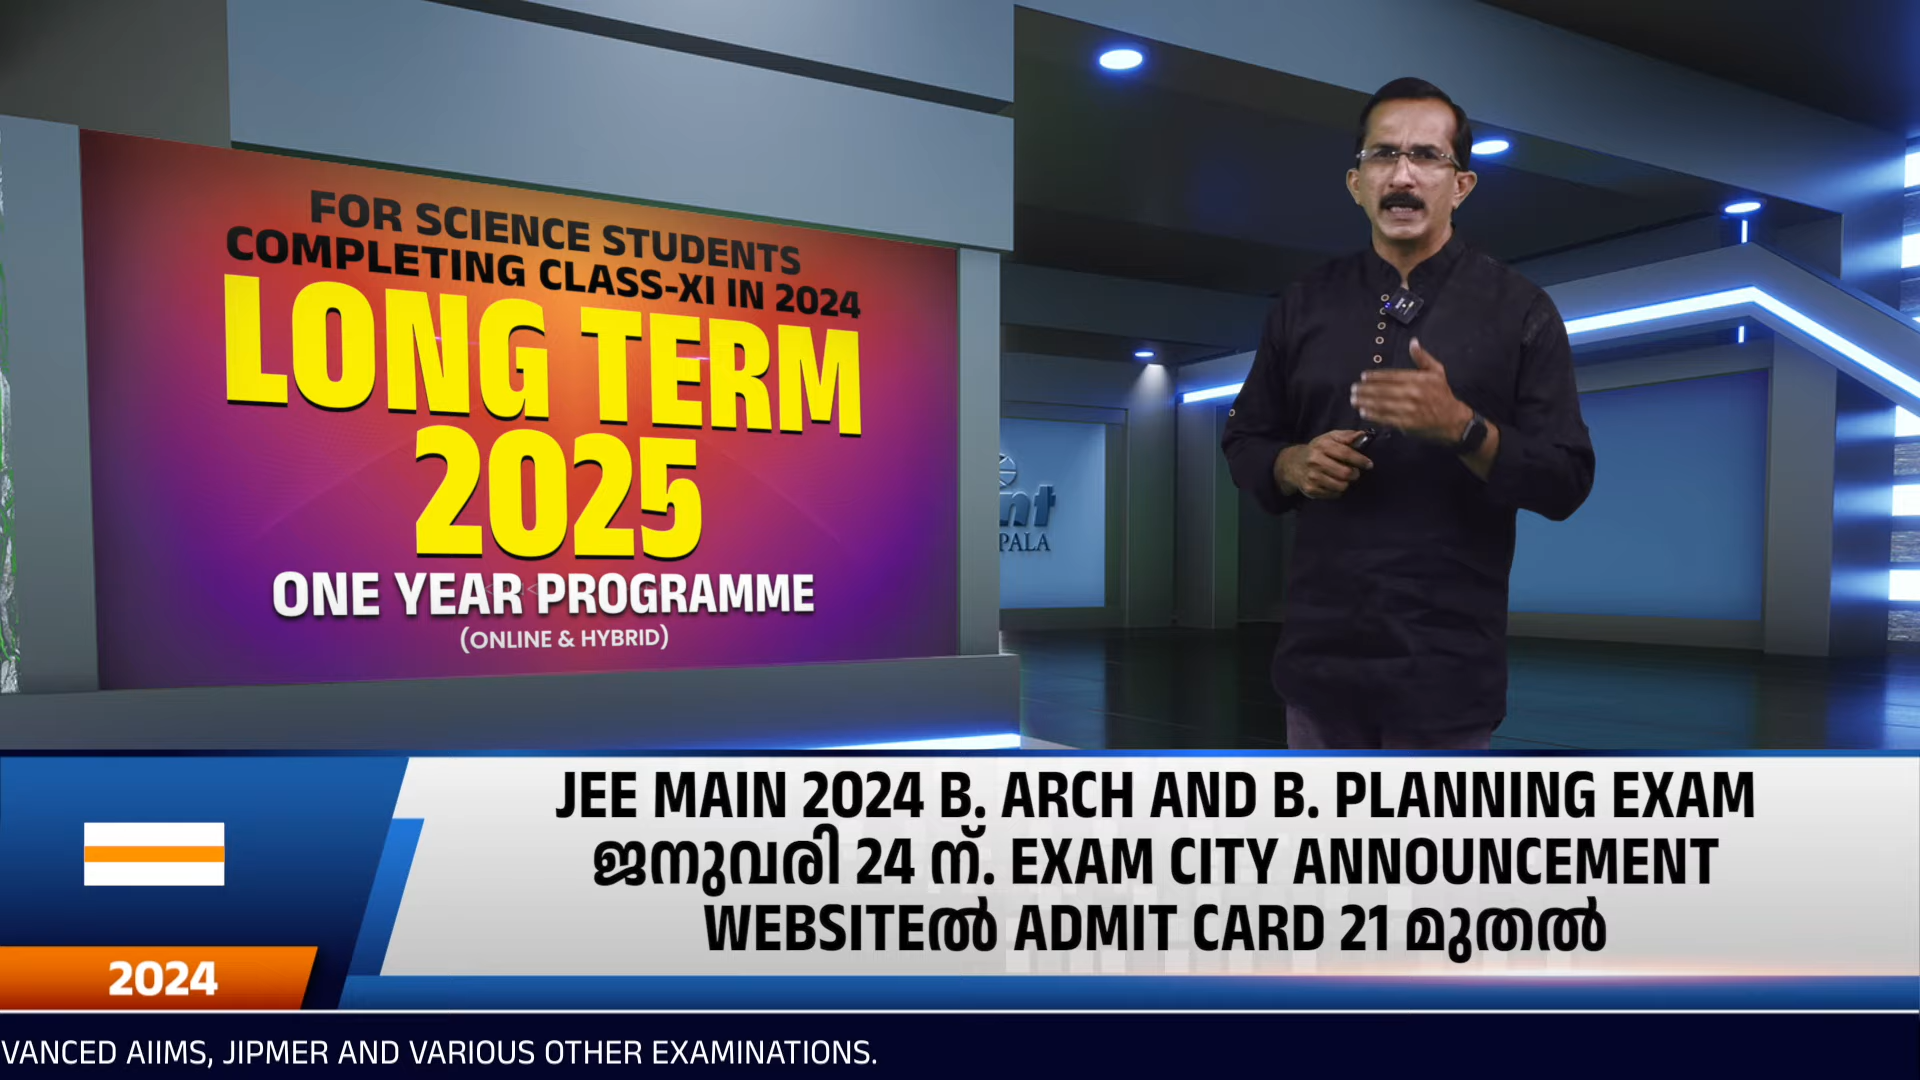 FOR SCIENCE STUDENTS
COMPLETING CLASS-XI IN 2024
LONG TERM
2025
ONE YEAR PROGRAMME
(ONLINE & HYBRID)
PALA
JEE MAIN 2024 B. ARCH AND B. PLANNING EXAM
ജനുവരി 24 ന്. EXAM CITY ANNOUNCEMENT
WEBSITEൽ ADMIT CARD 21 മുതൽ
2024
VANCED AIIMS, JIPMER AND VARIOUS OTHER EXAMINATIONS.